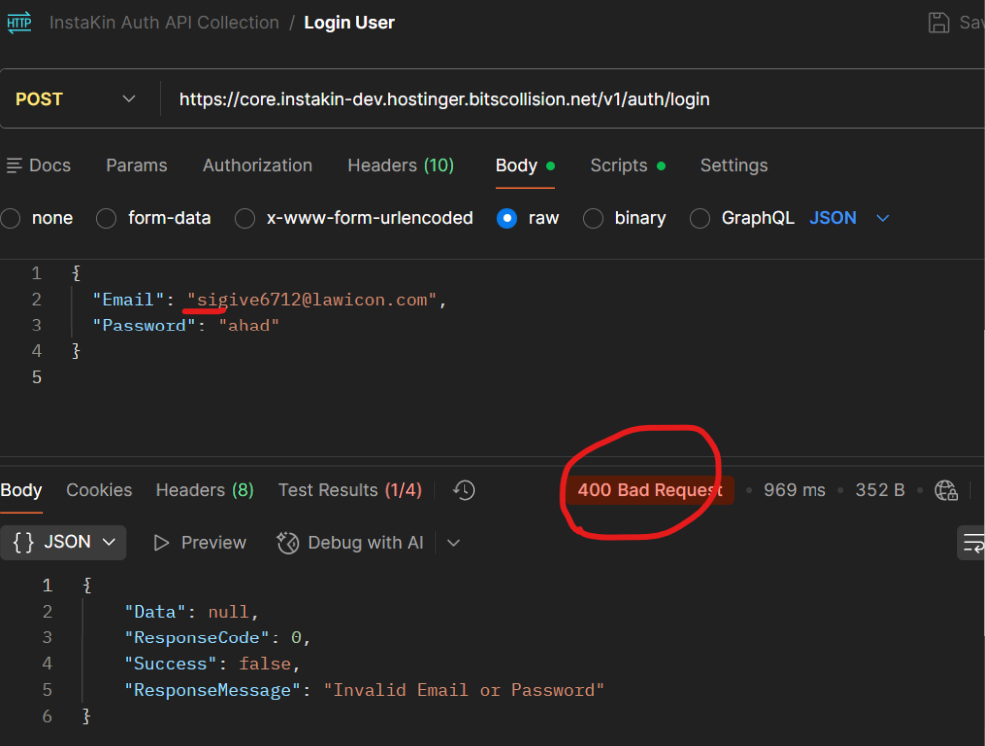 HTTP InstaKin Auth API Collection / Login User
POST https://core.instakin-dev.hostinger.bitscollision.net/v1/auth/login
Docs Params Authorization Headers (10) Body Scripts Settings
none form-data x-www-form-urlencoded raw binary GraphQL JSON
1 {
2 "Email": "sigive6712@lawicon.com",
3 "Password": "ahad"
4 }
5
Body Cookies Headers (8) Test Results (1/4) 400 Bad Request 969 ms 352 B
{} JSON Preview Debug with AI
1 {
2 "Data": null,
3 "ResponseCode": 0,
4 "Success": false,
5 "ResponseMessage": "Invalid Email or Password"
6 }